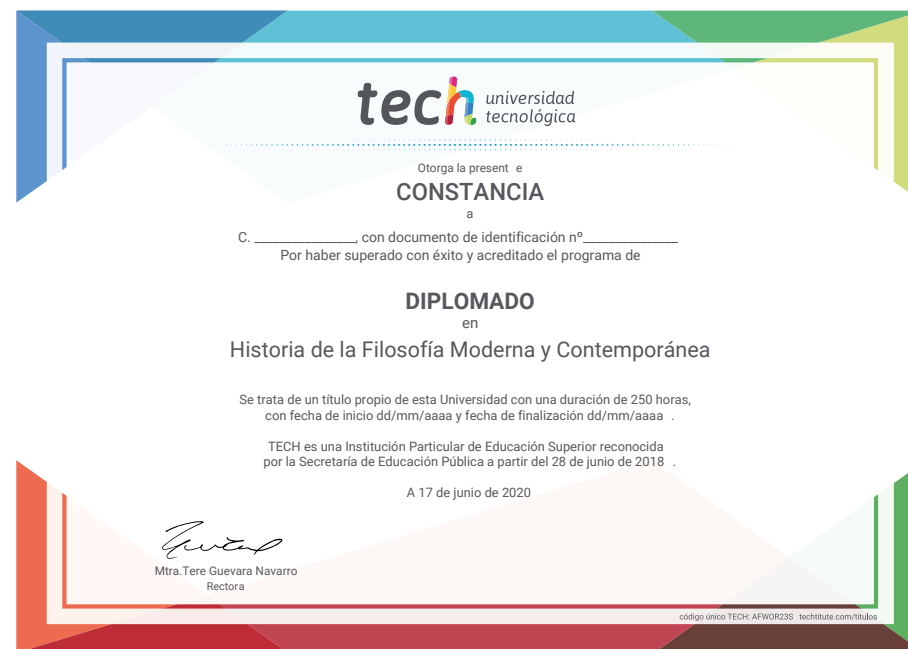 tech universidad
tecnológica
Otorga la present e
CONSTANCIA
a
C. _______________, con documento de identificación nº______________
Por haber superado con éxito y acreditado el programa de
DIPLOMADO
en
Historia de la Filosofía Moderna y Contemporánea
Se trata de un título propio de esta Universidad con una duración de 250 horas,
con fecha de inicio dd/mm/aaaa y fecha de finalización dd/mm/aaaa .
TECH es una Institución Particular de Educación Superior reconocida
por la Secretaría de Educación Pública a partir del 28 de junio de 2018 .
A 17 de junio de 2020
Mtra.Tere Guevara Navarro
Rectora
código único TECH: AFWOR23S techtitute.com/titulos